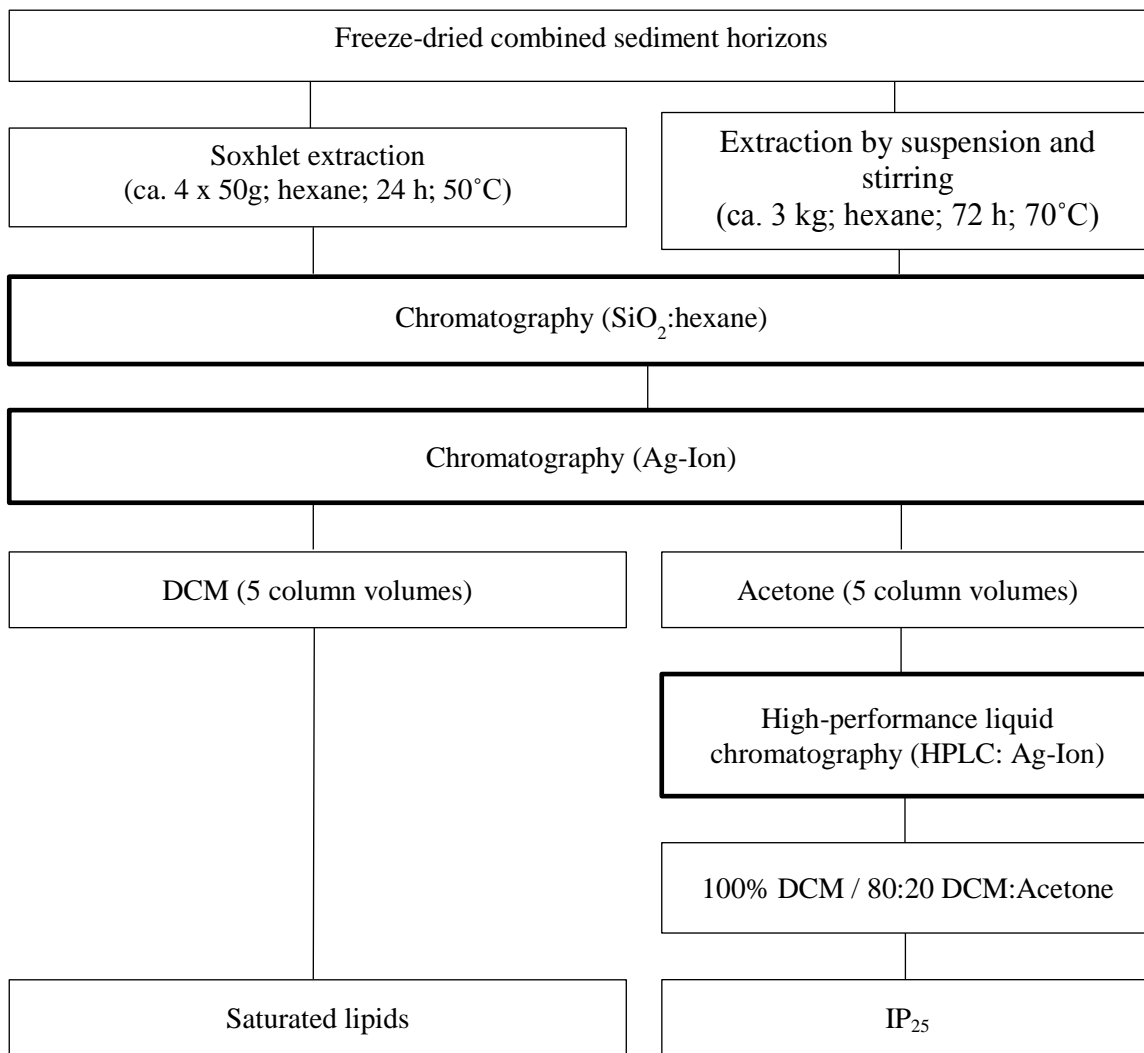 Freeze-dried combined sediment horizons
Soxhlet extraction
(ca. 4 x 50g; hexane; 24 h; 50˚C)
Extraction by suspension and
stirring
(ca. 3 kg; hexane; 72 h; 70˚C)
Chromatography (SiO₂:hexane)
Chromatography (Ag-Ion)
DCM (5 column volumes)
Acetone (5 column volumes)
High-performance liquid
chromatography (HPLC: Ag-Ion)
100% DCM / 80:20 DCM:Acetone
Saturated lipids
IP₂₅